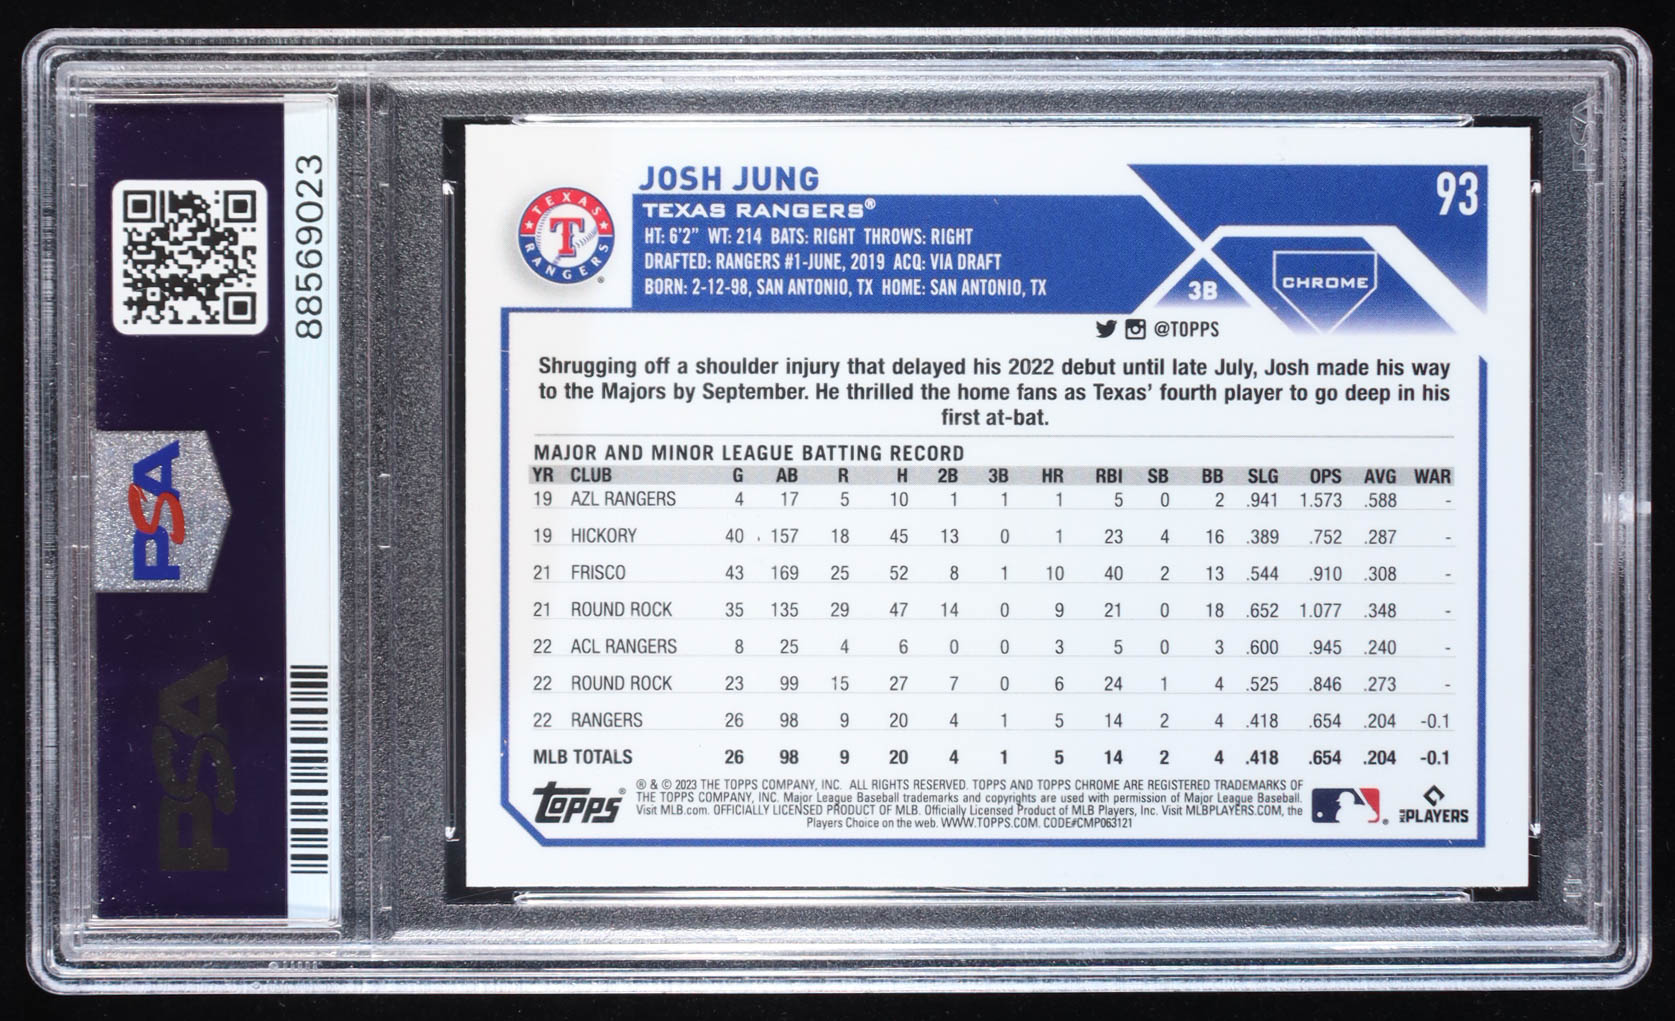 88569023
PSA
PSA
PSA
TEXAS
T
RANGERS®
JOSH JUNG
TEXAS RANGERS®
HT: 6'2" WT: 214 BATS: RIGHT THROWS: RIGHT
DRAFTED: RANGERS #1-JUNE, 2019 ACQ: VIA DRAFT
BORN: 2-12-98, SAN ANTONIO, TX HOME: SAN ANTONIO, TX
93
3B
CHROME
@TOPPS
Shrugging off a shoulder injury that delayed his 2022 debut until late July, Josh made his way
to the Majors by September. He thrilled the home fans as Texas' fourth player to go deep in his
first at-bat.
MAJOR AND MINOR LEAGUE BATTING RECORD
YR CLUB G AB R H 2B 3B HR RBI SB BB SLG OPS AVG WAR
19 AZL RANGERS 4 17 5 10 1 1 1 5 0 2 .941 1.573 .588 -
19 HICKORY 40 157 18 45 13 0 1 23 4 16 .389 .752 .287 -
21 FRISCO 43 169 25 52 8 1 10 40 2 13 .544 .910 .308 -
21 ROUND ROCK 35 135 29 47 14 0 9 21 0 18 .652 1.077 .348 -
22 ACL RANGERS 8 25 4 6 0 0 3 5 0 3 .600 .945 .240 -
22 ROUND ROCK 23 99 15 27 7 0 6 24 1 4 .525 .846 .273 -
22 RANGERS 26 98 9 20 4 1 5 14 2 4 .418 .654 .204 -0.1
MLB TOTALS 26 98 9 20 4 1 5 14 2 4 .418 .654 .204 -0.1
topps®
® & © 2023 THE TOPPS COMPANY, INC. ALL RIGHTS RESERVED. TOPPS AND TOPPS CHROME ARE REGISTERED TRADEMARKS OF
THE TOPPS COMPANY, INC. Major League Baseball trademarks and copyrights are used with permission of Major League Baseball.
Visit MLB.com. OFFICIALLY LICENSED PRODUCT OF MLB. Officially Licensed Product of MLB Players, Inc. Visit MLBPLAYERS.COM, the
Players Choice on the web. WWW.TOPPS.COM. CODE#CMP063121
MLB PLAYERS